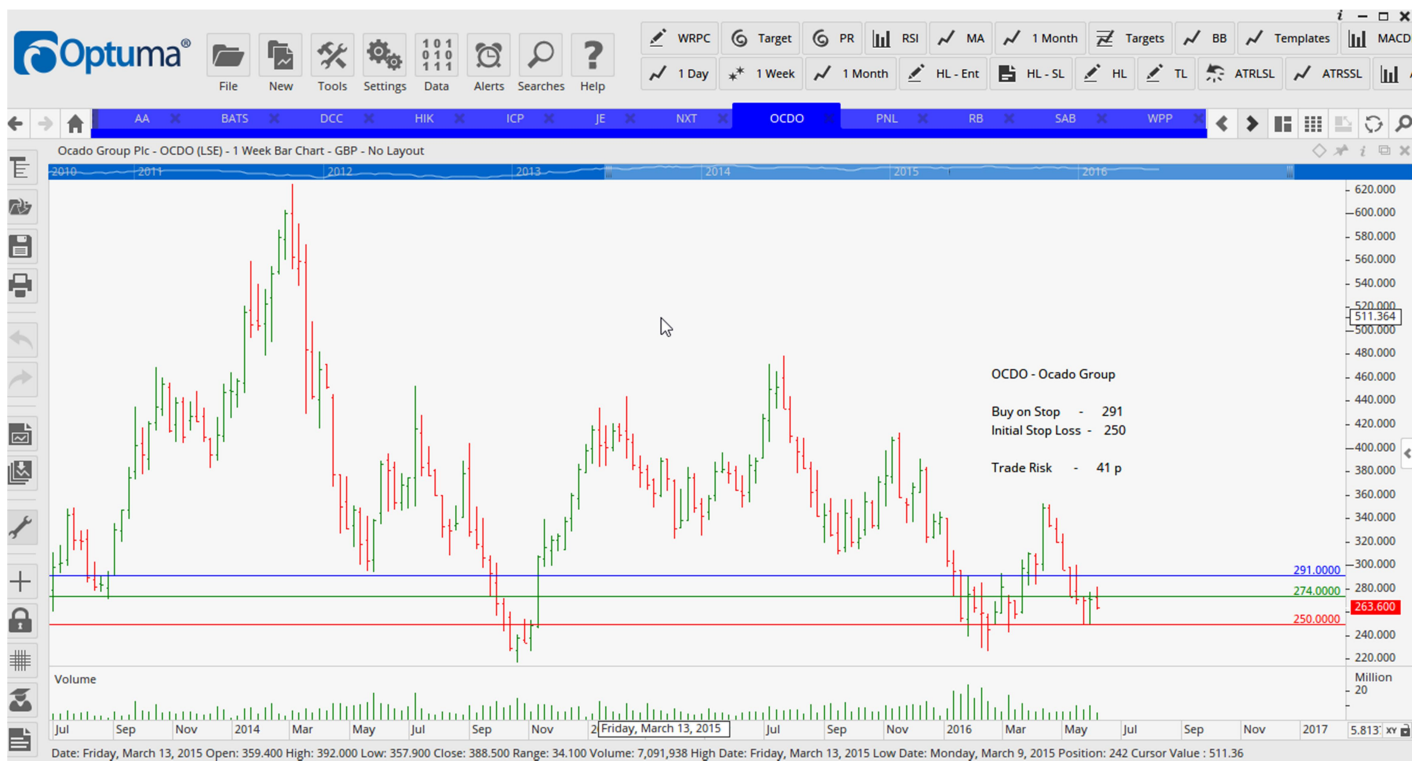 i
Optuma®
WRPC Target PR RSI MA 1 Month Targets BB Templates MACD
1 Day 1 Week 1 Month HL - Ent HL - SL HL TL ATRLSL ATRSSL
101
010
111
File New Tools Settings Data Alerts Searches Help
AA BATS DCC HIK ICP JE NXT OCDO PNL RB SAB WPP
Ocado Group Plc - OCDO (LSE) - 1 Week Bar Chart - GBP - No Layout
i
2010 2011 2012 2013 2014 2015 2016
620.000
600.000
580.000
560.000
540.000
520.000
511.364
500.000
480.000
460.000
440.000
420.000
400.000
380.000
360.000
340.000
320.000
300.000
280.000
263.600
240.000
220.000
OCDO - Ocado Group
Buy on Stop - 291
Initial Stop Loss - 250
Trade Risk - 41 p
291.0000
274.0000
250.0000
Volume
Million
20
Jul Sep Nov 2014 Mar May Jul Sep Nov Friday, March 13, 2015 Jul Sep Nov 2016 Mar May Jul Sep Nov 2017 XY
Date: Friday, March 13, 2015 Open: 359.400 High: 392.000 Low: 357.900 Close: 388.500 Range: 34.100 Volume: 7,091,938 High Date: Friday, March 13, 2015 Low Date: Monday, March 9, 2015 Position: 242 Cursor Value : 511.36